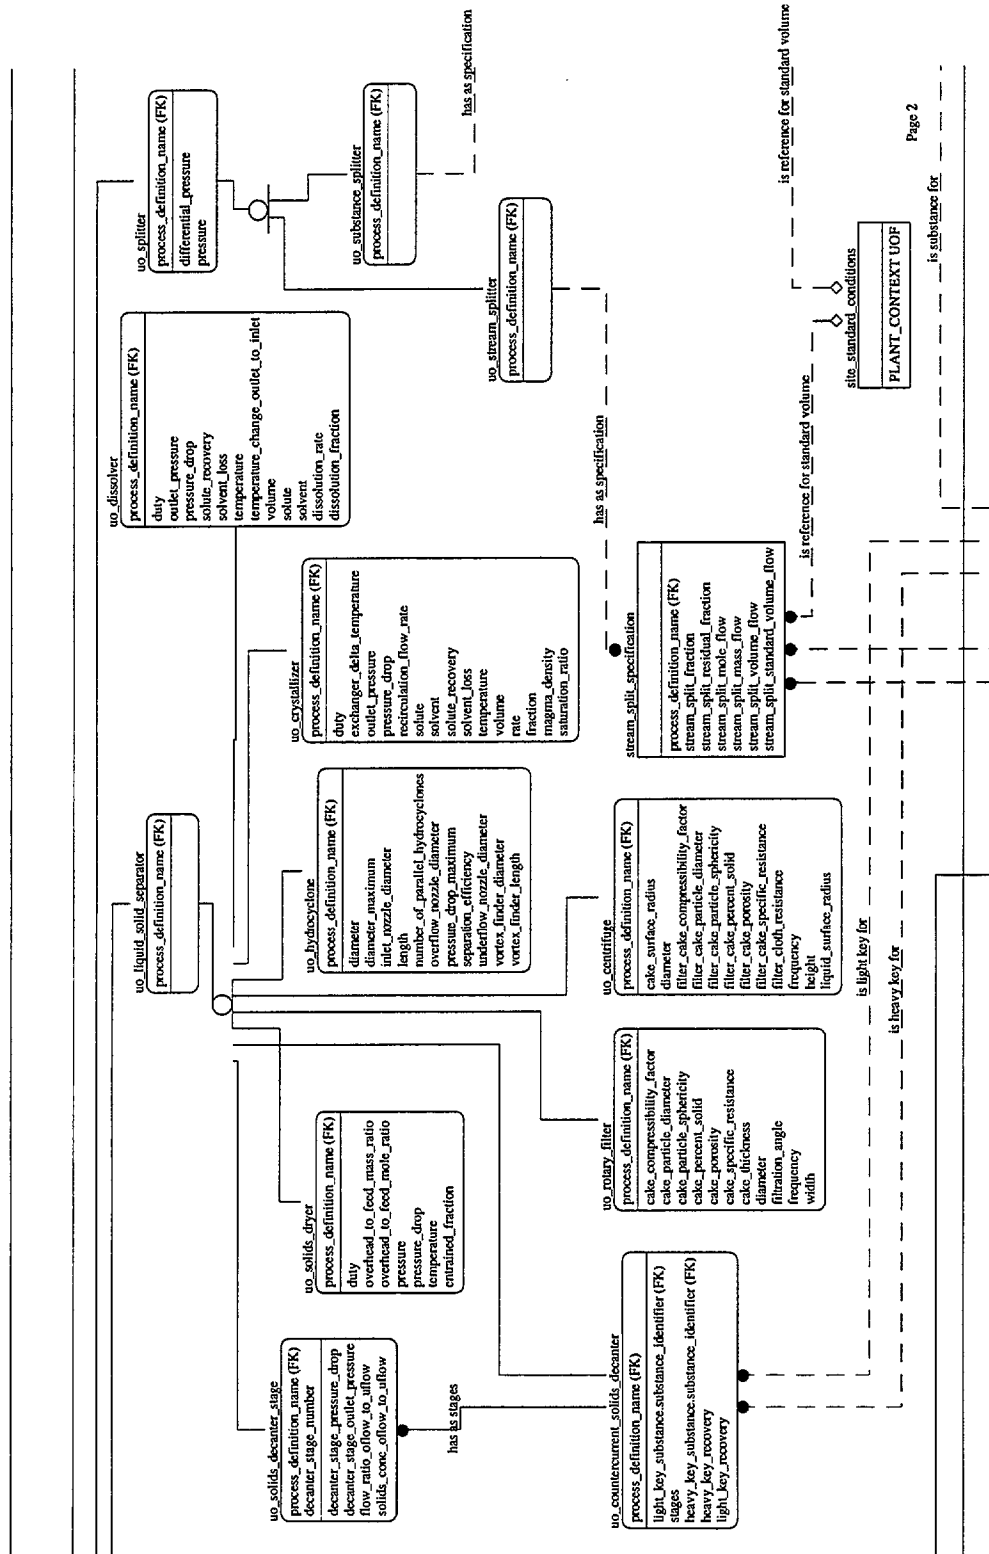 uo_solids_decanter_stage
process_definition_name (FK)
decanter_stage_number
decanter_stage_pressure_drop
decanter_stage_outlet_pressure
flow_ratio_oflow_to_uflow
solids_conc_oflow_to_uflow
has as stages
uo_countercurrent_solids_decanter
process_definition_name (FK)
light_key_substance.substance_identifier (FK)
stages
heavy_key_substance.substance_identifier (FK)
heavy_key_recovery
light_key_recovery
uo_solids_dryer
process_definition_name (FK)
duty
overhead_to_feed_mass_ratio
overhead_to_feed_mole_ratio
pressure
pressure_drop
temperature
entrained_fraction
uo_rotary_filter
process_definition_name (FK)
cake_compressibility_factor
cake_particle_diameter
cake_particle_sphericity
cake_percent_solid
cake_porosity
cake_specific_resistance
cake_thickness
diameter
filtration_angle
frequency
width
uo_liquid_solid_separator
process_definition_name (FK)
uo_hydrocyclone
process_definition_name (FK)
diameter
diameter_maximum
inlet_nozzle_diameter
length
number_of_parallel_hydrocyclones
overflow_nozzle_diameter
pressure_drop_maximum
separation_efficiency
underflow_nozzle_diameter
vortex_finder_diameter
vortex_finder_length
uo_centrifuge
process_definition_name (FK)
cake_surface_radius
diameter
filter_cake_compressibility_factor
filter_cake_particle_diameter
filter_cake_particle_sphericity
filter_cake_percent_solid
filter_cake_porosity
filter_cake_specific_resistance
filter_cloth_resistance
frequency
height
liquid_surface_radius
is light key for
is heavy key for
uo_crystallizer
process_definition_name (FK)
duty
exchanger_delta_temperature
outlet_pressure
pressure_drop
recirculation_flow_rate
solute
solvent
solute_recovery
solvent_loss
temperature
volume
rate
fraction
magma_density
saturation_ratio
stream_split_specification
process_definition_name (FK)
stream_split_fraction
stream_split_residual_fraction
stream_split_mole_flow
stream_split_mass_flow
stream_split_volume_flow
stream_split_standard_volume_flow
uo_dissolver
process_definition_name (FK)
duty
outlet_pressure
pressure_drop
solute_recovery
solvent_loss
temperature
temperature_change_outlet_to_inlet
volume
solute
solvent
dissolution_rate
dissolution_fraction
has as specification
is reference for standard volume
uo_splitter
process_definition_name (FK)
differential_pressure
pressure
uo_substance_splitter
process_definition_name (FK)
uo_stream_splitter
process_definition_name (FK)
has as specification
site_standard_conditions
PLANT_CONTEXT UOF
is reference for standard volume
is substance for
Page 2